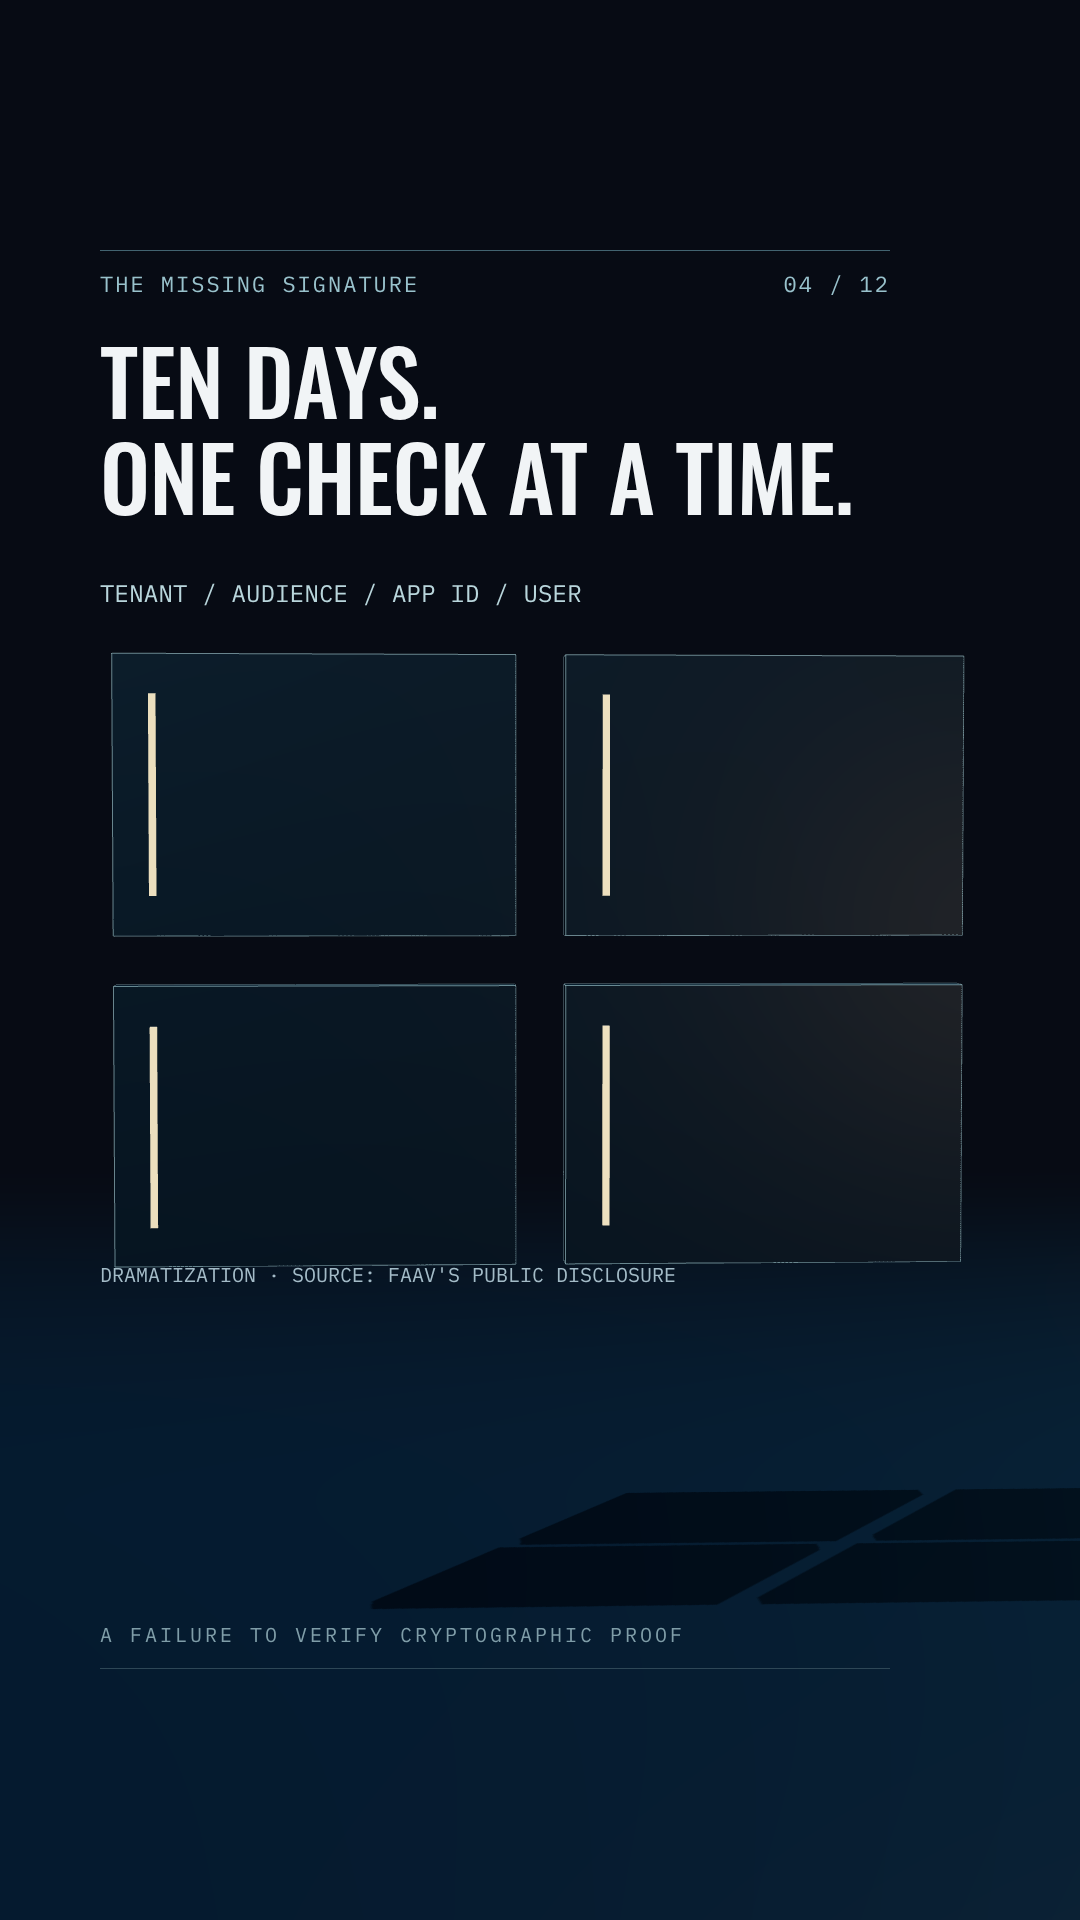 THE MISSING SIGNATURE
04 / 12
TEN DAYS.
ONE CHECK AT A TIME.
TENANT / AUDIENCE / APP ID / USER
DRAMATIZATION · SOURCE: FAAV'S PUBLIC DISCLOSURE
A FAILURE TO VERIFY CRYPTOGRAPHIC PROOF